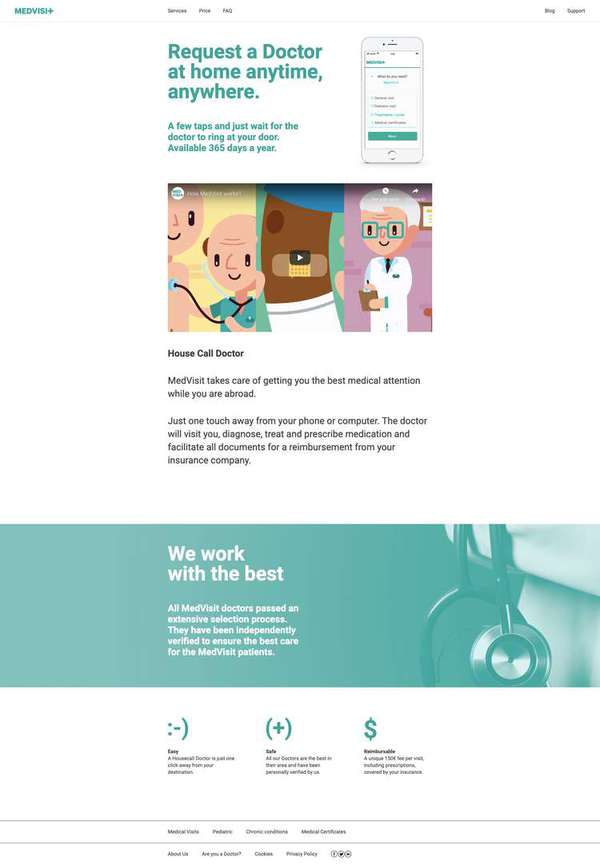 MEDVISI+ Services Price FAQ Blog Support
Request a Doctor
at home anytime,
anywhere.
A few taps and just wait for the
doctor to ring at your door.
Available 365 days a year.
MEDVISI+
What do you need?
General visit
Pediatric visit
Medical certificates
Next
MED
VISI+
How MedVisit works?
House Call Doctor
MedVisit takes care of getting you the best medical attention
while you are abroad.
Just one touch away from your phone or computer. The doctor
will visit you, diagnose, treat and prescribe medication and
facilitate all documents for a reimbursement from your
insurance company.
We work
with the best
All MedVisit doctors passed an
extensive selection process.
They have been independently
verified to ensure the best care
for the MedVisit patients.
:-) (+) $
Easy
A Housecall Doctor is just one
click away from your
destination.
Safe
All our Doctors are the best in
their area and have been
personally verified by us.
Reimbursable
A unique 150€ fee per visit,
including prescriptions,
covered by your insurance.
Medical Visits Pediatric Chronic conditions Medical Certificates
About Us Are you a Doctor? Cookies Privacy Policy